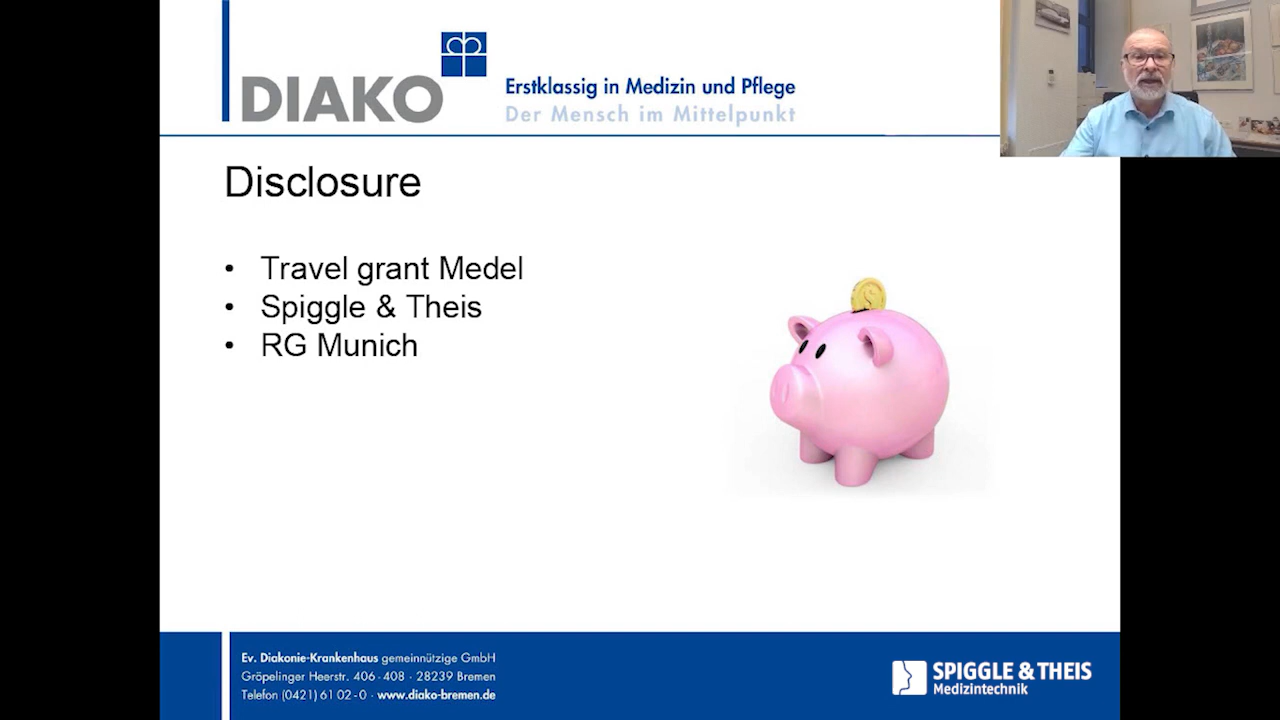 DIAKO
Erstklassig in Medizin und Pflege
Der Mensch im Mittelpunkt
Disclosure
• Travel grant Medel
• Spiggle & Theis
• RG Munich
Ev. Diakonie-Krankenhaus gemeinnützige GmbH
Gröpelinger Heerstr. 406 - 408 · 28239 Bremen
Telefon (0421) 61 02 - 0 · www.diako-bremen.de
SPIGGLE & THEIS
Medizintechnik